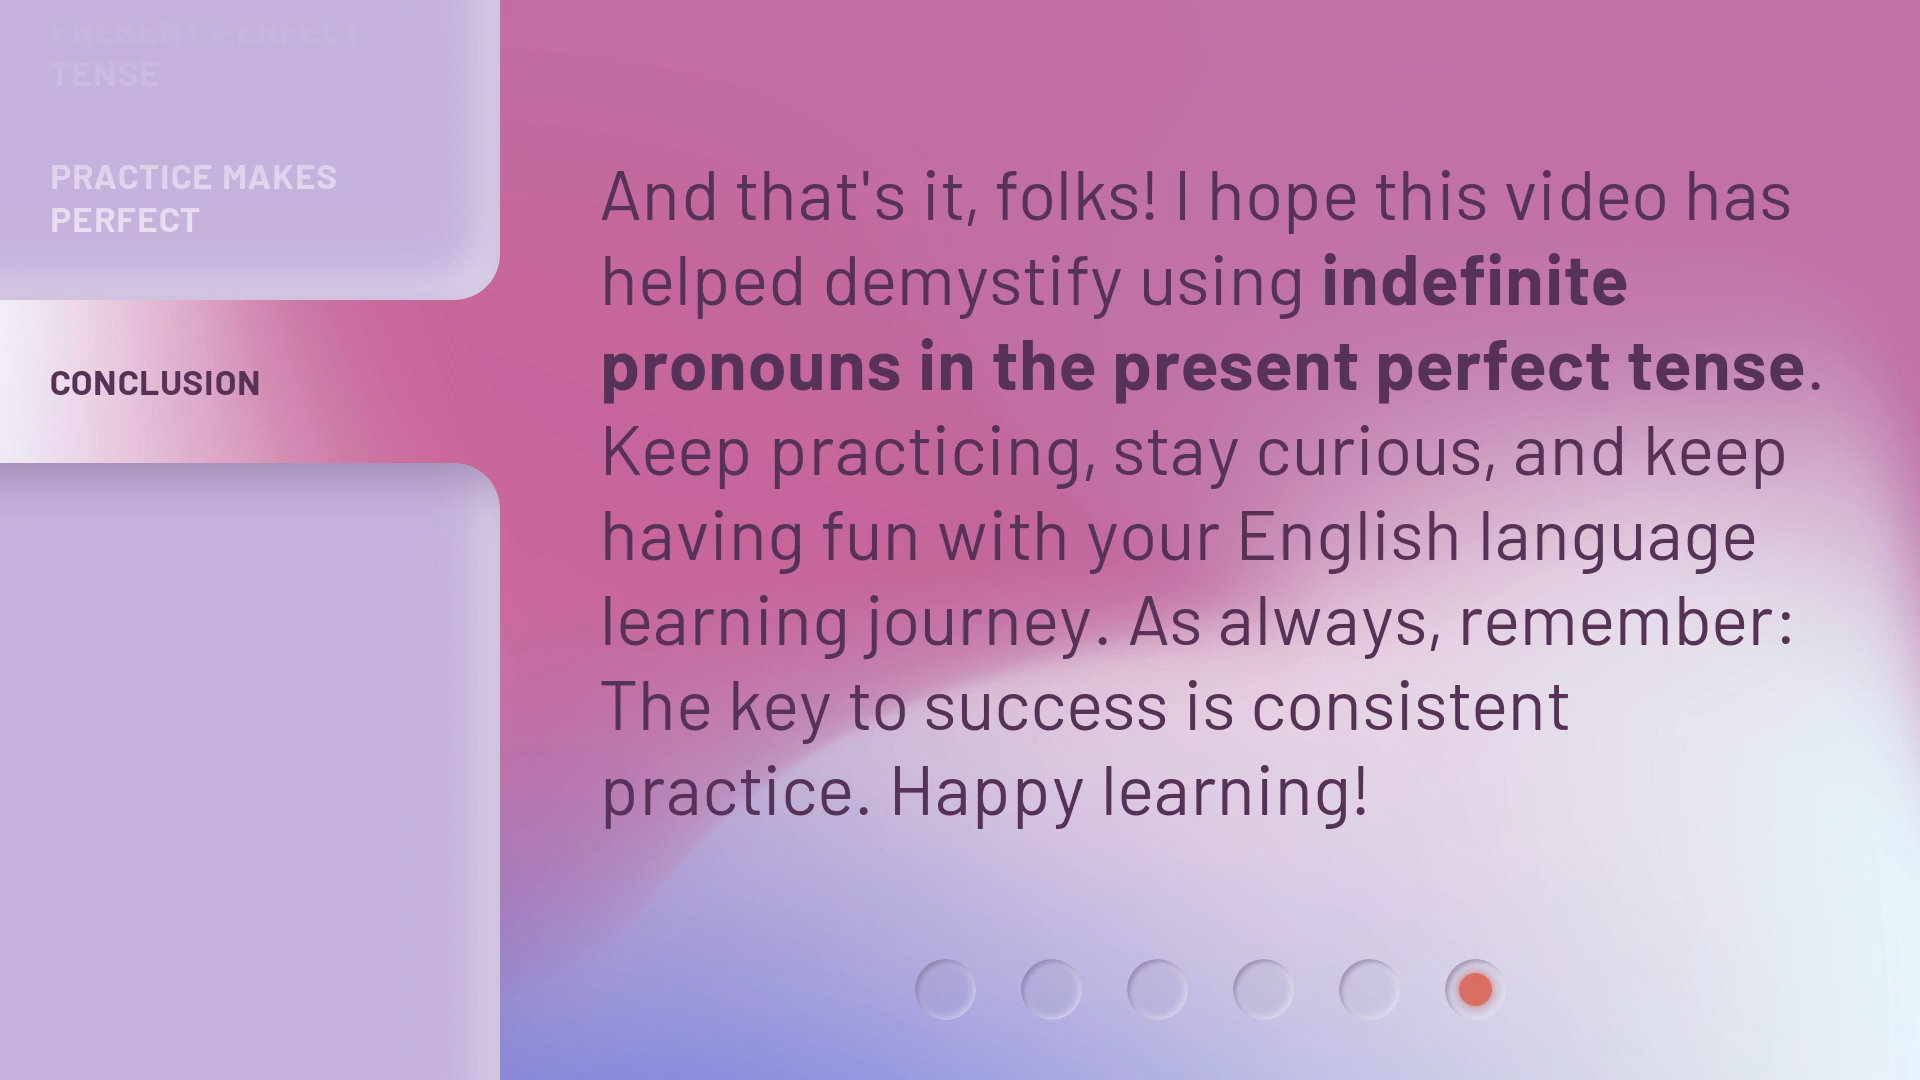 PRESENT PERFECT
TENSE
PRACTICE MAKES
PERFECT
CONCLUSION
And that's it, folks! I hope this video has
helped demystify using indefinite
pronouns in the present perfect tense.
Keep practicing, stay curious, and keep
having fun with your English language
learning journey. As always, remember:
The key to success is consistent
practice. Happy learning!